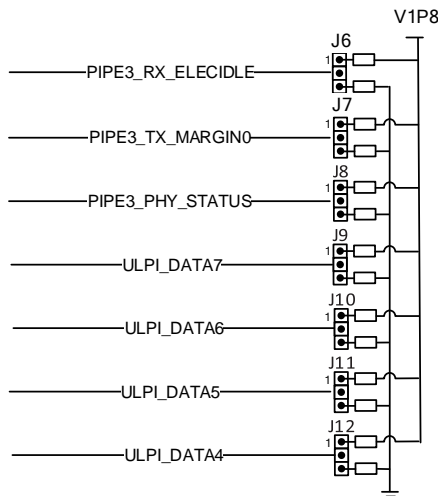 V1P8
J6
1
PIPE3_RX_ELECIDLE
J7
1
PIPE3_TX_MARGIN0
J8
1
PIPE3_PHY_STATUS
J9
1
ULPI_DATA7
J10
1
ULPI_DATA6
J11
1
ULPI_DATA5
J12
1
ULPI_DATA4